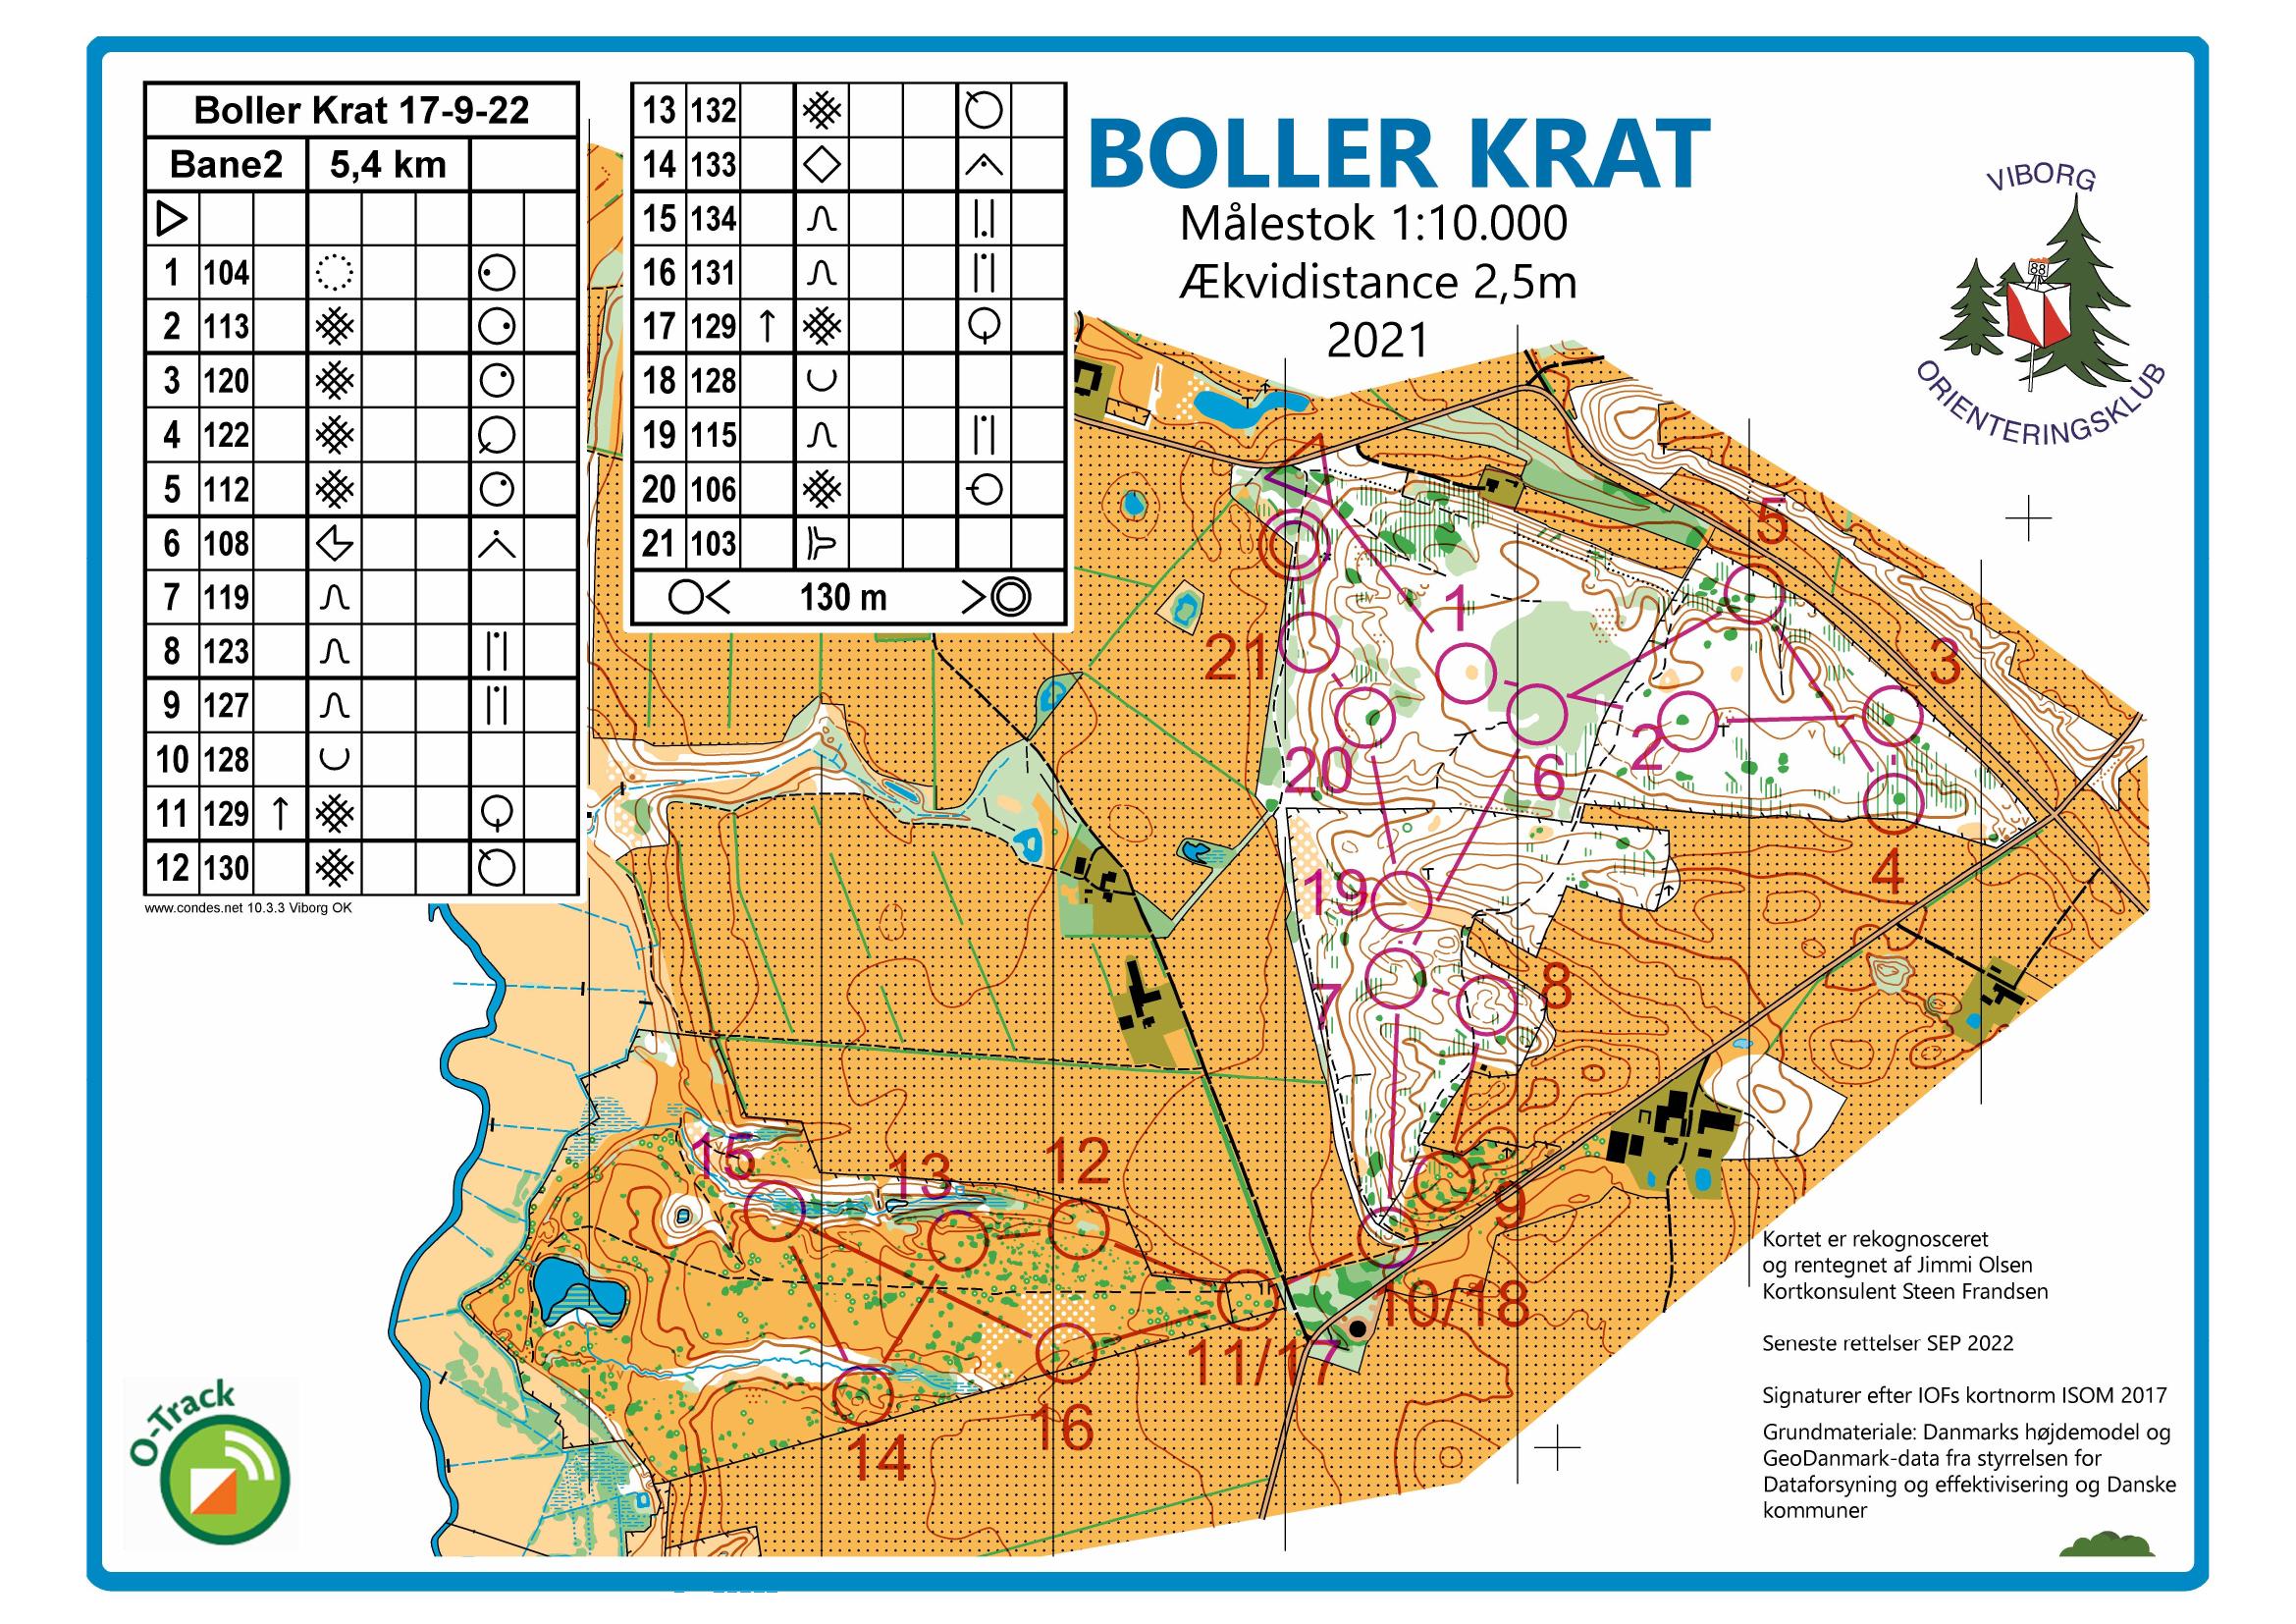 Boller Krat 17-9-22
Bane2 5,4 km
1 104
2 113
3 120
4 122
5 112
6 108
7 119
8 123
9 127
10 128
11 129
12 130
www.condes.net 10.3.3 Viborg OK
13 132
14 133
15 134
16 131
17 129
18 128
19 115
20 106
21 103
130 m
BOLLER KRAT
Målestok 1:10.000
Ækvidistance 2,5m
2021
VIBORG
88
ORIENTERINGSKLUB
5
1
21
3
2
20
6
4
19
7
8
15
13
12
9
10/18
11/17
16
14
Kortet er rekognosceret
og rentegnet af Jimmi Olsen
Kortkonsulent Steen Frandsen
Seneste rettelser SEP 2022
Signaturer efter IOFs kortnorm ISOM 2017
Grundmateriale: Danmarks højdemodel og
GeoDanmark-data fra styrrelsen for
Dataforsyning og effektivisering og Danske
kommuner
O-Track